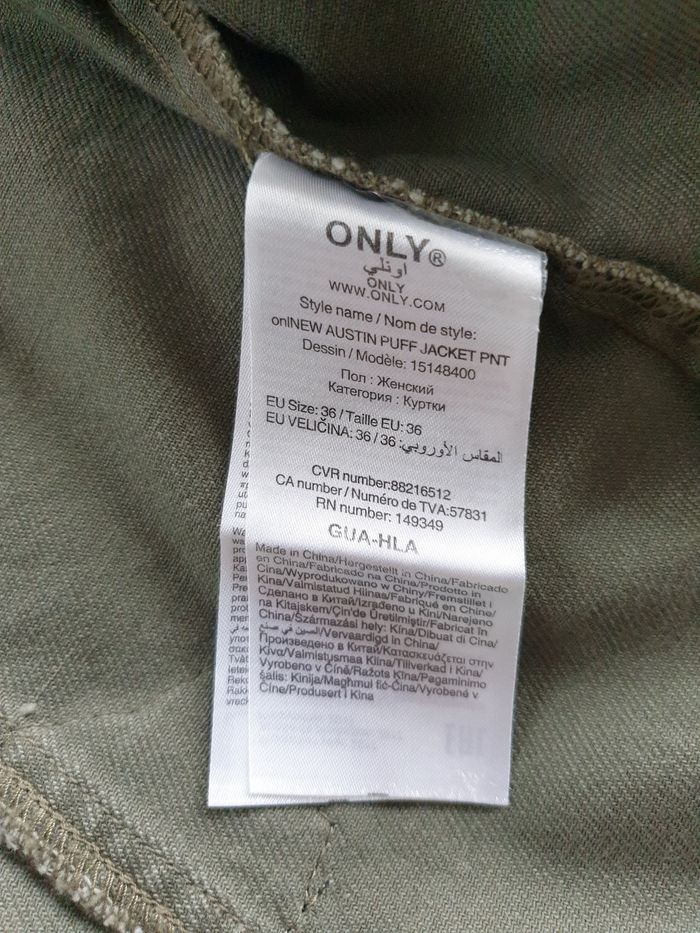 ONLY®
اونلي
ONLY
WWW.ONLY.COM
Style name / Nom de style:
onlNEW AUSTIN PUFF JACKET PNT
Dessin / Modèle: 15148400
Пол : Женский
Категория : Куртки
EU Size: 36 / Taille EU: 36
EU VELIČINA: 36 / 36 :المقاس الأوروبي
CVR number:88216512
CA number / Numéro de TVA:57831
RN number: 149349
GUA-HLA
Made in China/Hergestellt in China/Fabricado
en China/Fabricado na China/Prodotto in
Cina/Wyprodukowano w Chiny/Fremstillet i
Kina/Valmistatud Hiinas/Fabriqué en Chine/
Сделано в Китай/Izrađeno u Kini/Narejeno
na Kitajskem/Çin'de Üretilmiştir/Fabricat în
China/Származási hely: Kína/Dibuat di Cina/
صنعه في الصين/Vervaardigd in China/
Произведено в Китай/Κατασκευάζεται στην
Κίνα/Valmistusmaa Kiina/Tillverkad i Kina/
Vyrobeno v Číně/Ražots Ķīna/Pagaminimo
šalis: Kinija/Magħmul fiċ-Ċina/Vyrobené v
Číne/Produsert i Kina